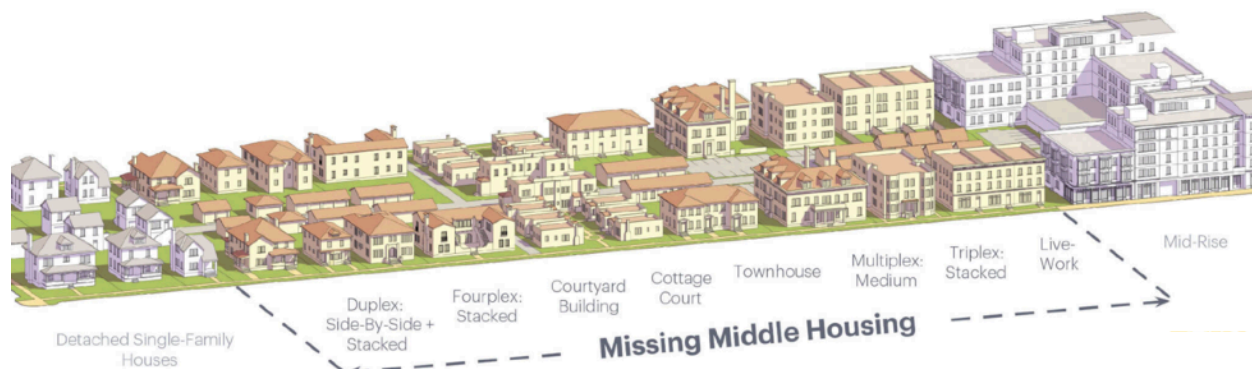 Detached Single-Family
Houses
Duplex:
Side-By-Side +
Stacked
Fourplex:
Stacked
Courtyard
Building
Cottage
Court
Townhouse
Multiplex:
Medium
Triplex:
Stacked
Live-
Work
Mid-Rise
Missing Middle Housing